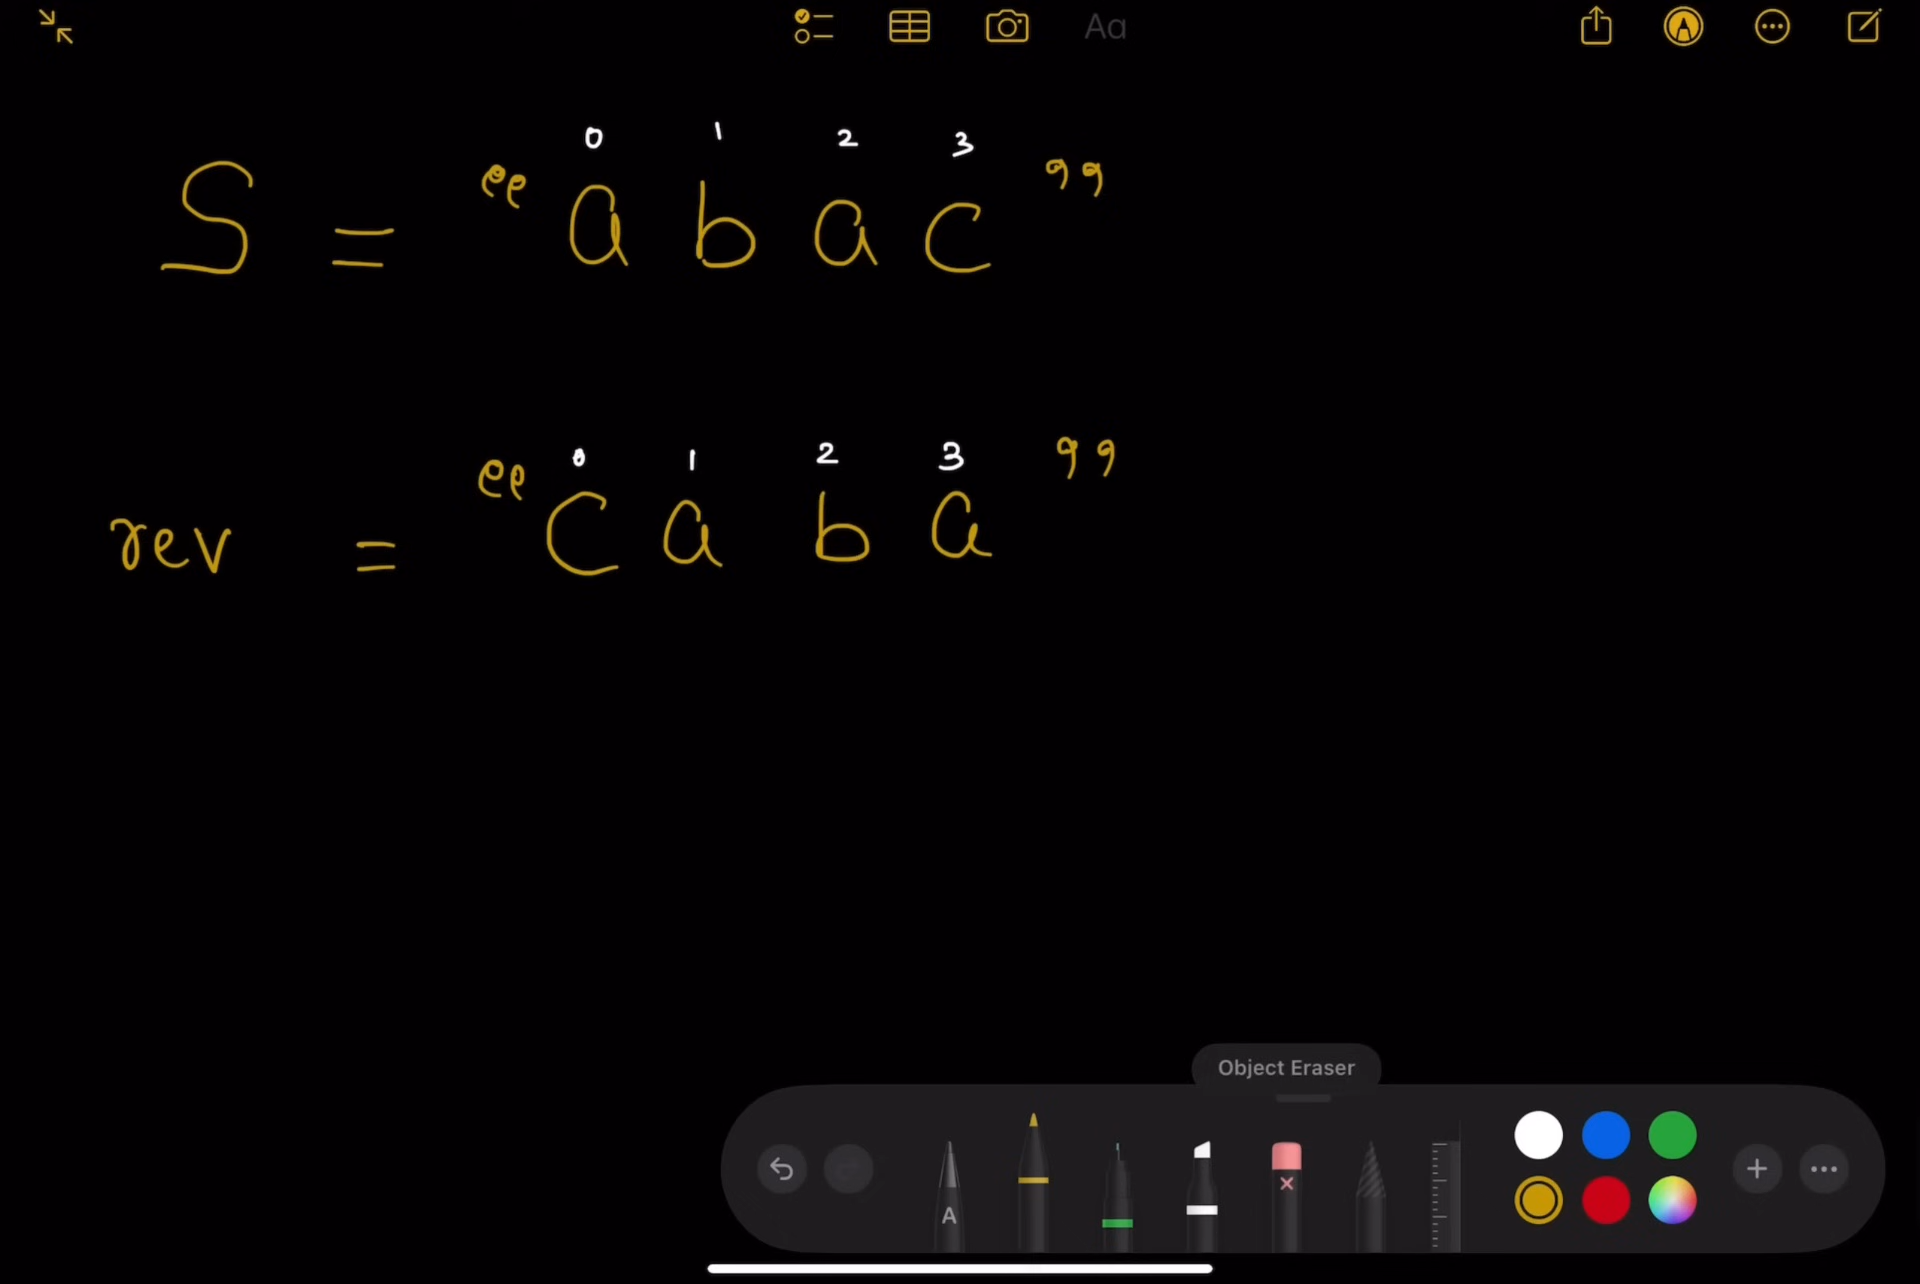 Aa
0 1 2 3
S = “ a b a c ”
0 1 2 3
rev = “ c a b a ”
Object Eraser
A